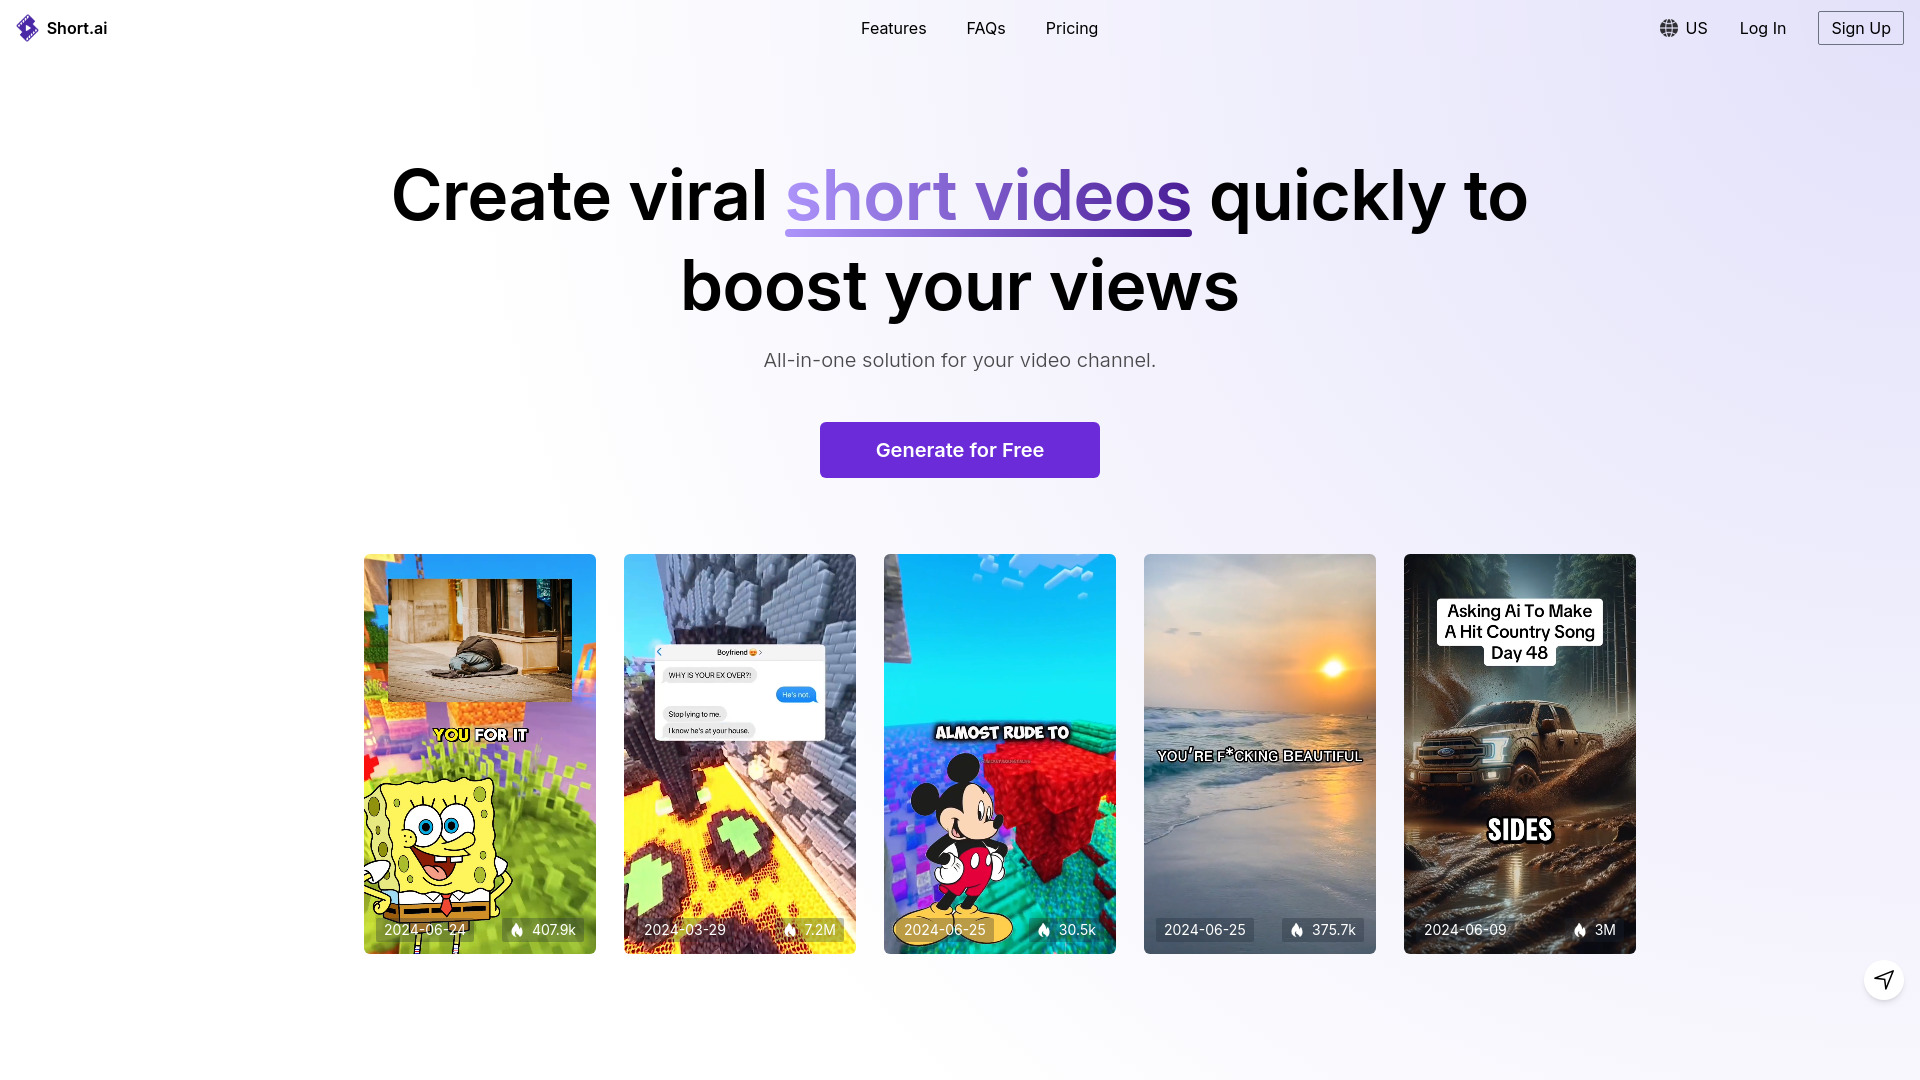 Short.ai
Features
FAQs
Pricing
US
Log In
Sign Up
Create viral short videos quickly to
boost your views
All-in-one solution for your video channel.
Generate for Free
YOU FOR IT
2024-06-24
407.9k
Boyfriend 😡 >
WHY IS YOUR EX OVER?!
He's not.
Stop lying to me.
I know he's at your house.
2024-03-29
7.2M
ALMOST RUDE TO
2024-06-25
30.5k
YOU'RE F*CKING BEAUTIFUL
2024-06-25
375.7k
Asking Ai To Make
A Hit Country Song
Day 48
SIDES
2024-06-09
3M